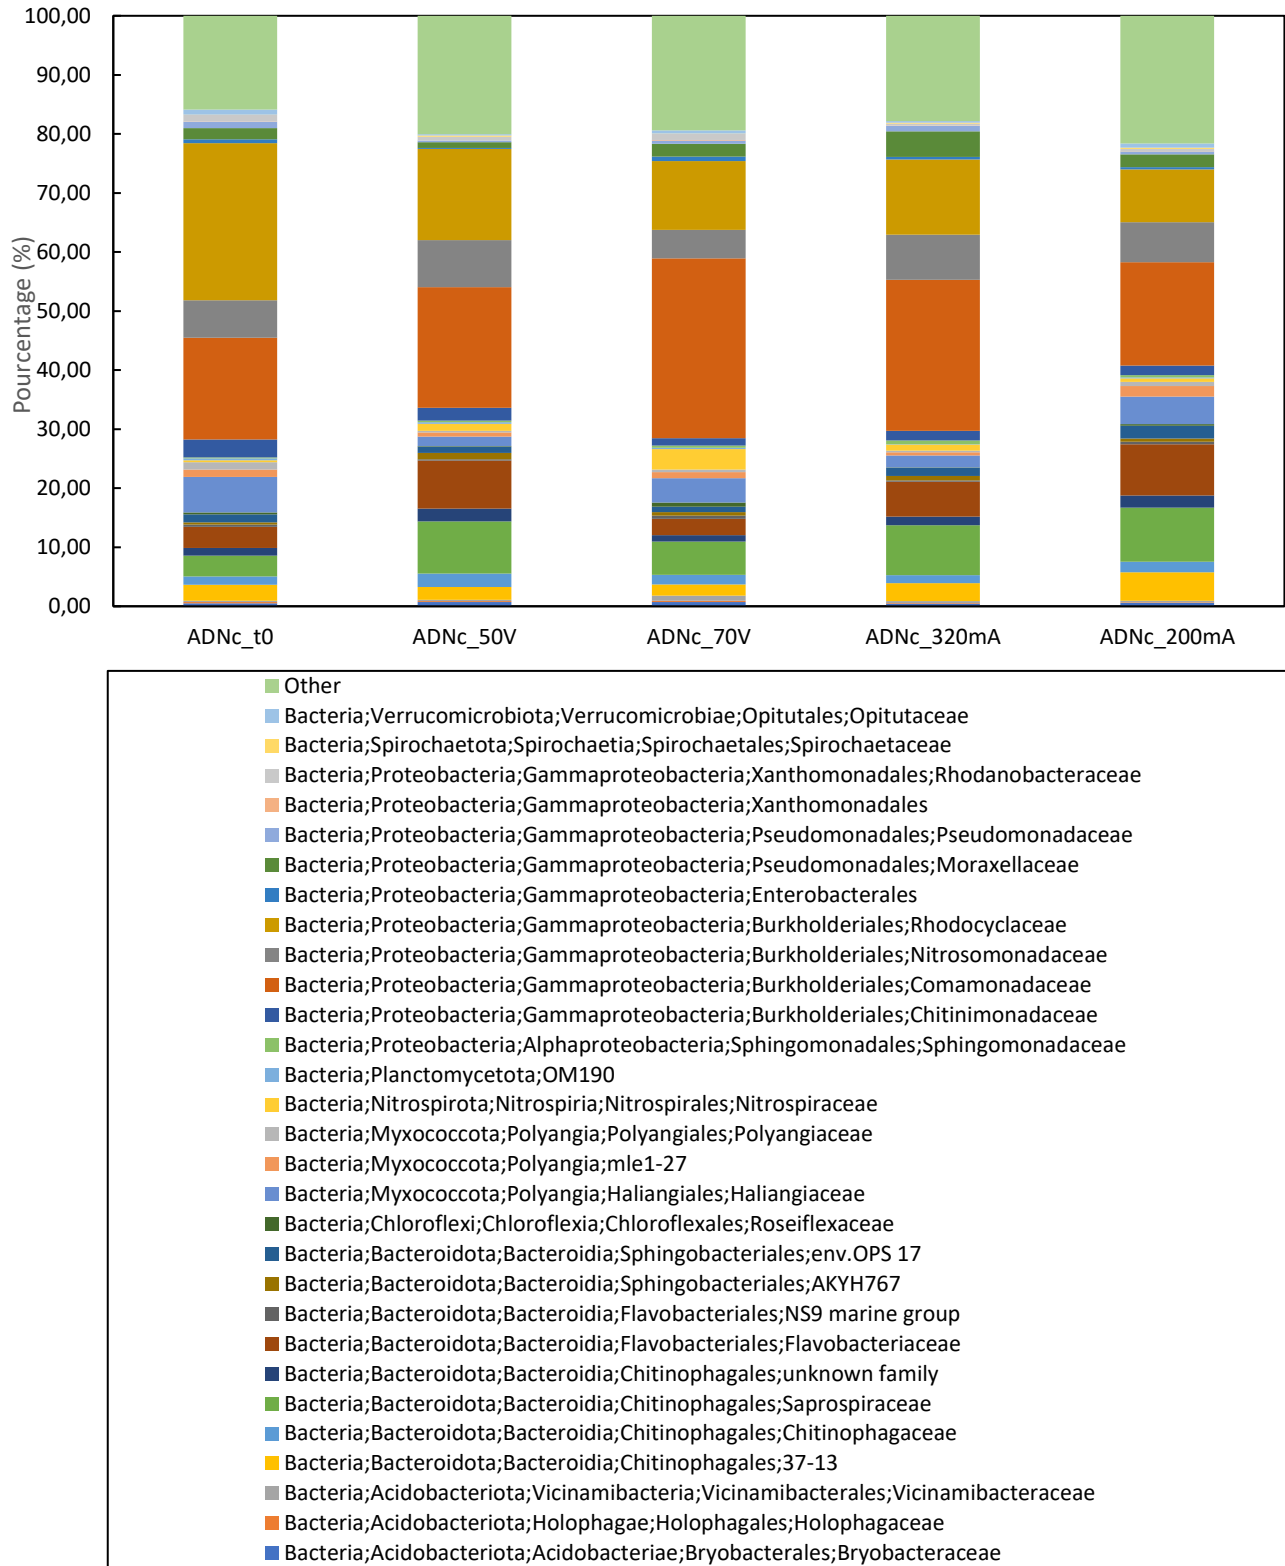 100,00
90,00
80,00
70,00
60,00
50,00
40,00
30,00
20,00
10,00
0,00
Pourcentage (%)
ADNc_t0 ADNc_50V ADNc_70V ADNc_320mA ADNc_200mA
Other
Bacteria;Verrucomicrobiota;Verrucomicrobiae;Opitutales;Opitutaceae
Bacteria;Spirochaetota;Spirochaetia;Spirochaetales;Spirochaetaceae
Bacteria;Proteobacteria;Gammaproteobacteria;Xanthomonadales;Rhodanobacteraceae
Bacteria;Proteobacteria;Gammaproteobacteria;Xanthomonadales
Bacteria;Proteobacteria;Gammaproteobacteria;Pseudomonadales;Pseudomonadaceae
Bacteria;Proteobacteria;Gammaproteobacteria;Pseudomonadales;Moraxellaceae
Bacteria;Proteobacteria;Gammaproteobacteria;Enterobacterales
Bacteria;Proteobacteria;Gammaproteobacteria;Burkholderiales;Rhodocyclaceae
Bacteria;Proteobacteria;Gammaproteobacteria;Burkholderiales;Nitrosomonadaceae
Bacteria;Proteobacteria;Gammaproteobacteria;Burkholderiales;Comamonadaceae
Bacteria;Proteobacteria;Gammaproteobacteria;Burkholderiales;Chitinimonadaceae
Bacteria;Proteobacteria;Alphaproteobacteria;Sphingomonadales;Sphingomonadaceae
Bacteria;Planctomycetota;OM190
Bacteria;Nitrospirota;Nitrospiria;Nitrospirales;Nitrospiraceae
Bacteria;Myxococcota;Polyangia;Polyangiales;Polyangiaceae
Bacteria;Myxococcota;Polyangia;mle1-27
Bacteria;Myxococcota;Polyangia;Haliangiales;Haliangiaceae
Bacteria;Chloroflexi;Chloroflexia;Chloroflexales;Roseiflexaceae
Bacteria;Bacteroidota;Bacteroidia;Sphingobacteriales;env.OPS 17
Bacteria;Bacteroidota;Bacteroidia;Sphingobacteriales;AKYH767
Bacteria;Bacteroidota;Bacteroidia;Flavobacteriales;NS9 marine group
Bacteria;Bacteroidota;Bacteroidia;Flavobacteriales;Flavobacteriaceae
Bacteria;Bacteroidota;Bacteroidia;Chitinophagales;unknown family
Bacteria;Bacteroidota;Bacteroidia;Chitinophagales;Saprospiraceae
Bacteria;Bacteroidota;Bacteroidia;Chitinophagales;Chitinophagaceae
Bacteria;Bacteroidota;Bacteroidia;Chitinophagales;37-13
Bacteria;Acidobacteriota;Vicinamibacteria;Vicinamibacterales;Vicinamibacteraceae
Bacteria;Acidobacteriota;Holophagae;Holophagales;Holophagaceae
Bacteria;Acidobacteriota;Acidobacteriae;Bryobacterales;Bryobacteraceae